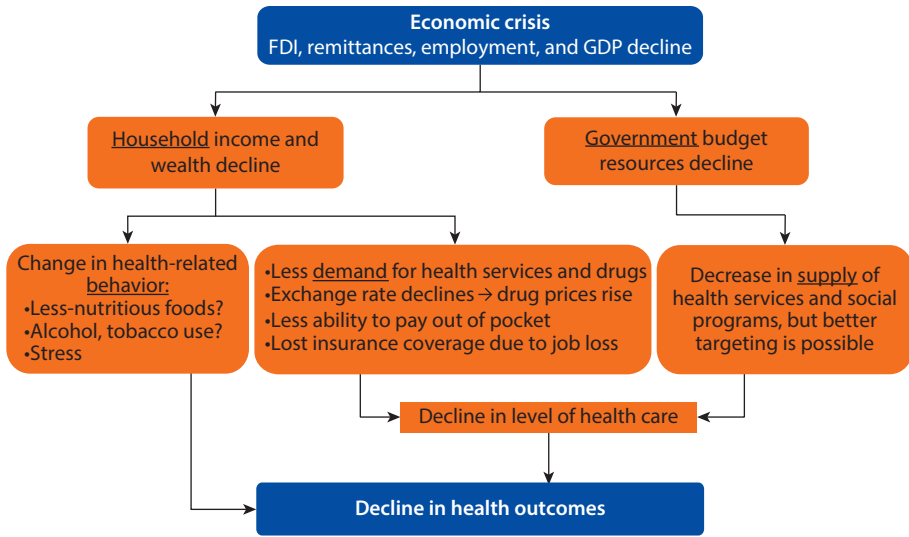 Economic crisis
FDI, remittances, employment, and GDP decline
Household income and
wealth decline
Government budget
resources decline
Change in health-related
behavior:
•Less-nutritious foods?
•Alcohol, tobacco use?
•Stress
•Less demand for health services and drugs
•Exchange rate declines → drug prices rise
•Less ability to pay out of pocket
•Lost insurance coverage due to job loss
Decrease in supply of
health services and social
programs, but better
targeting is possible
Decline in level of health care
Decline in health outcomes